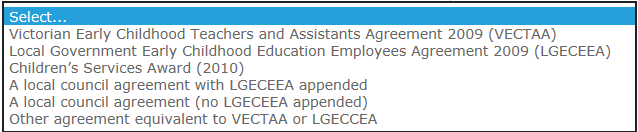 Select...
Victorian Early Childhood Teachers and Assistants Agreement 2009 (VECTAA)
Local Government Early Childhood Education Employees Agreement 2009 (LGECEEA)
Children's Services Award (2010)
A local council agreement with LGECEEA appended
A local council agreement (no LGECEEA appended)
Other agreement equivalent to VECTAA or LGECCEA